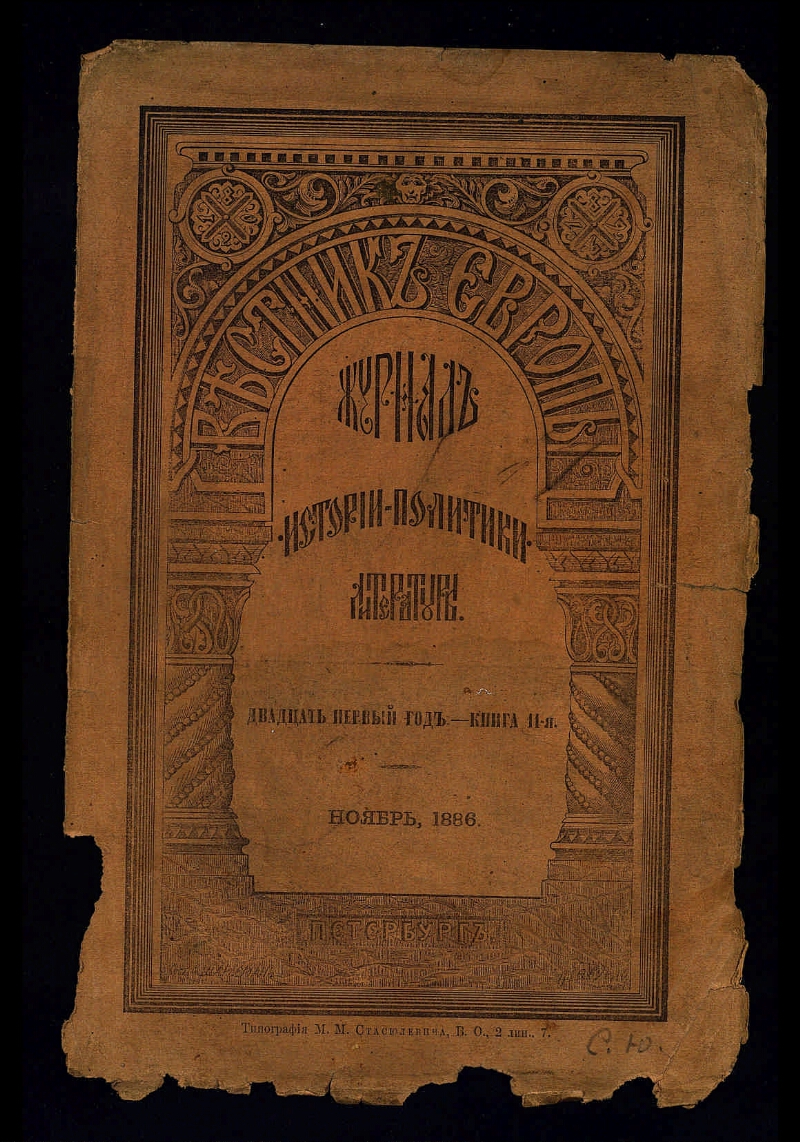 ВѢСТНИКЪ ЕВРОПЫ
ЖУРНАЛЪ
ИСТОРІИ-ПОЛИТИКИ
ЛИТЕРАТУРЫ.
ДВАДЦАТЬ ПЕРВЫЙ ГОДЪ.—КНИГА 11-я.
НОЯБРЬ, 1886.
ПЕТЕРБУРГЪ.
Типографія М. М. Стасюлевича, В. О., 2 лин., 7.
С. Ю.